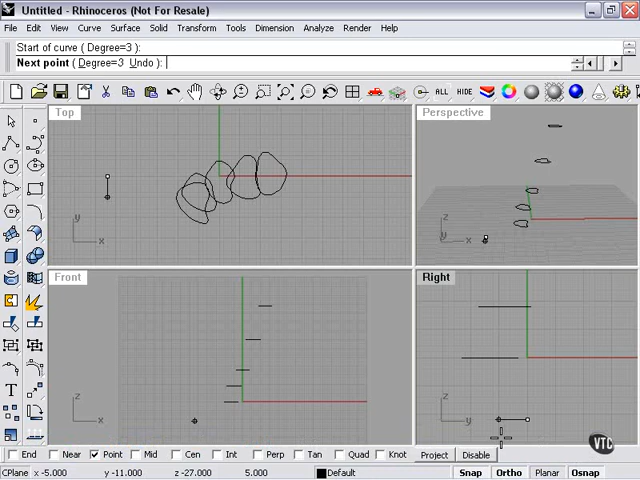 Untitled - Rhinoceros (Not For Resale)
File Edit View Curve Surface Solid Transform Tools Dimension Analyze Render Help
Start of curve ( Degree=3 ):
Next point ( Degree=3 Undo ):
ALL HIDE
Top
Perspective
y x
z x
Front
Right
z x
y x
T
VTC
End Near Point Mid Cen Int Perp Tan Quad Knot Project Disable
CPlane x -5.000 y -11.000 z -27.000 5.000 Default Snap Ortho Planar Osnap